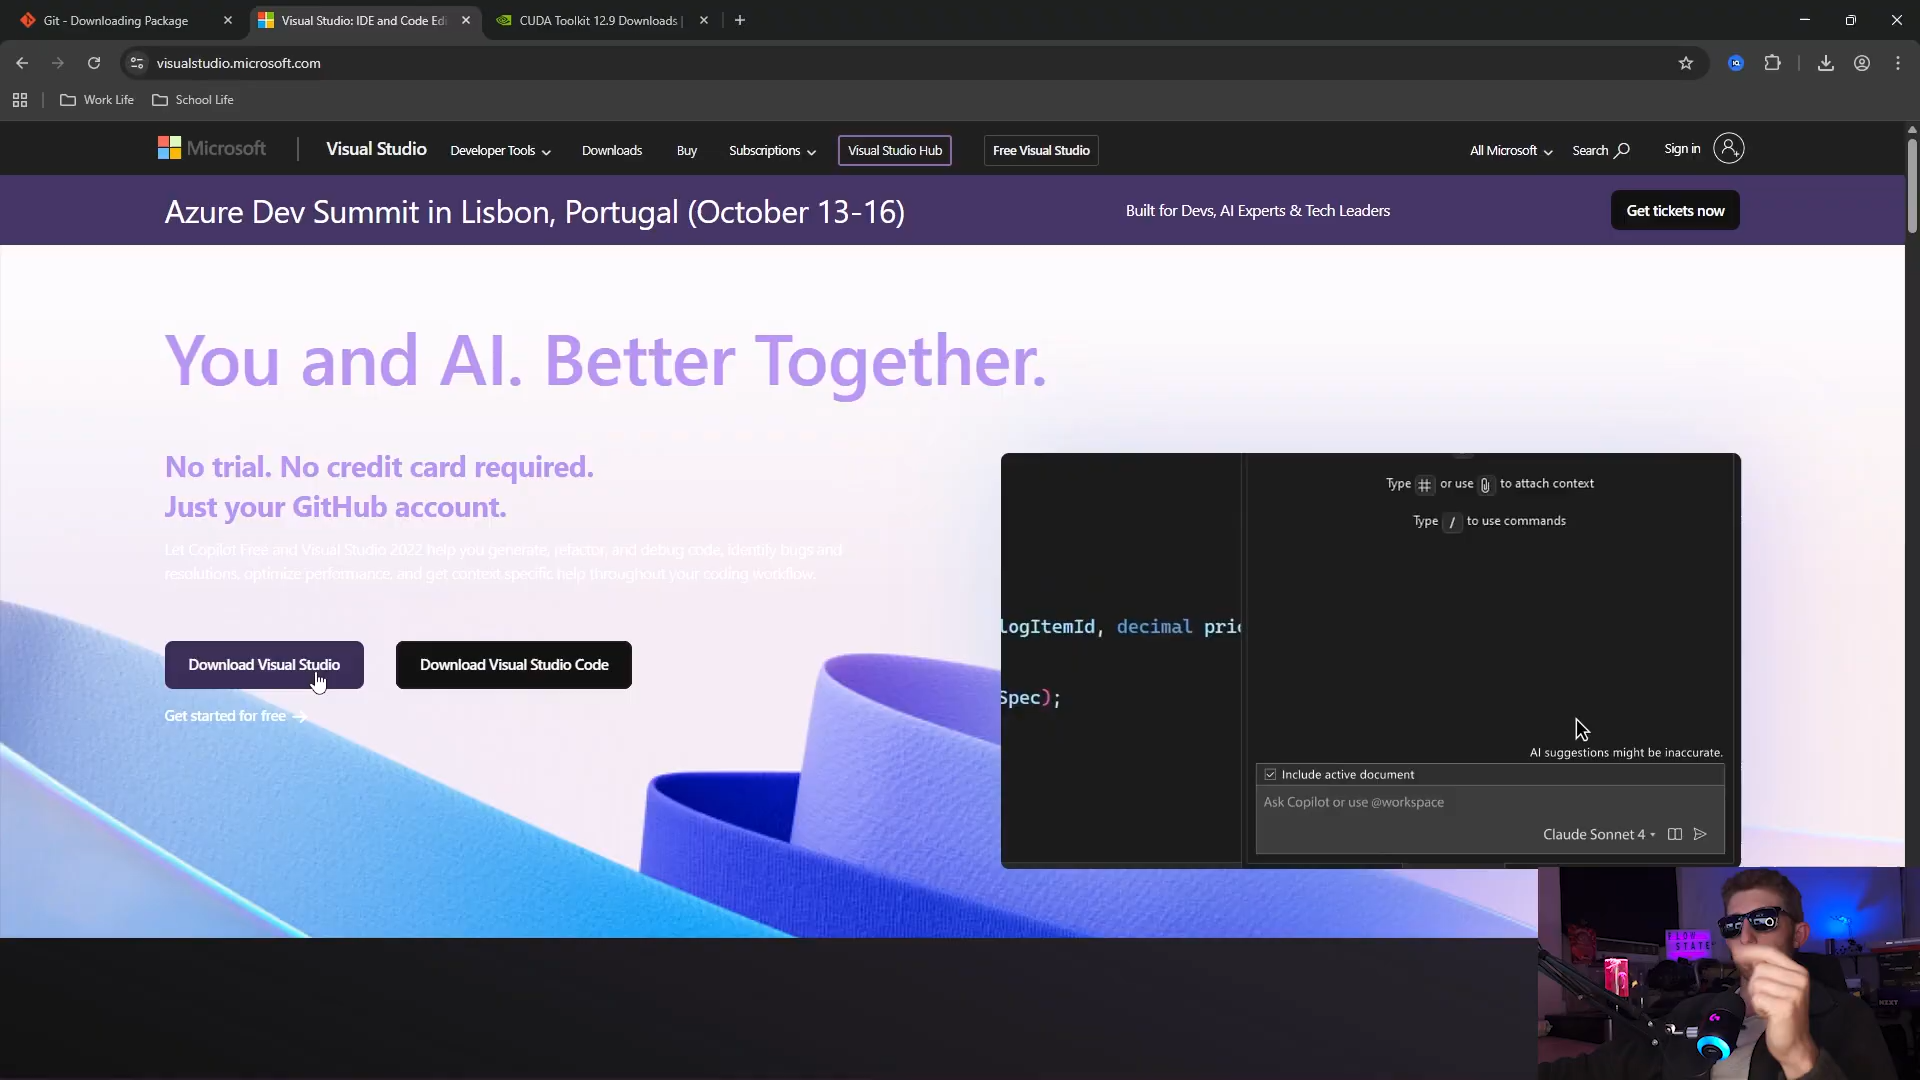 Git - Downloading Package
Visual Studio: IDE and Code Edi
CUDA Toolkit 12.9 Downloads |
visualstudio.microsoft.com
Work Life
School Life
Microsoft
Visual Studio
Developer Tools
Downloads
Buy
Subscriptions
Visual Studio Hub
Free Visual Studio
All Microsoft
Search
Sign in
Azure Dev Summit in Lisbon, Portugal (October 13-16)
Built for Devs, AI Experts & Tech Leaders
Get tickets now
You and AI. Better Together.
No trial. No credit card required.
Just your GitHub account.
Let Copilot Free and Visual Studio 2022 help you generate, refactor, and debug code, identify bugs and
resolutions, optimize performance, and get context specific help throughout your coding workflow.
Download Visual Studio
Download Visual Studio Code
Get started for free →
Type # or use to attach context
Type / to use commands
logItemId, decimal pric
Spec);
AI suggestions might be inaccurate.
Include active document
Ask Copilot or use @workspace
Claude Sonnet 4
FLOW
STATE
NZXT